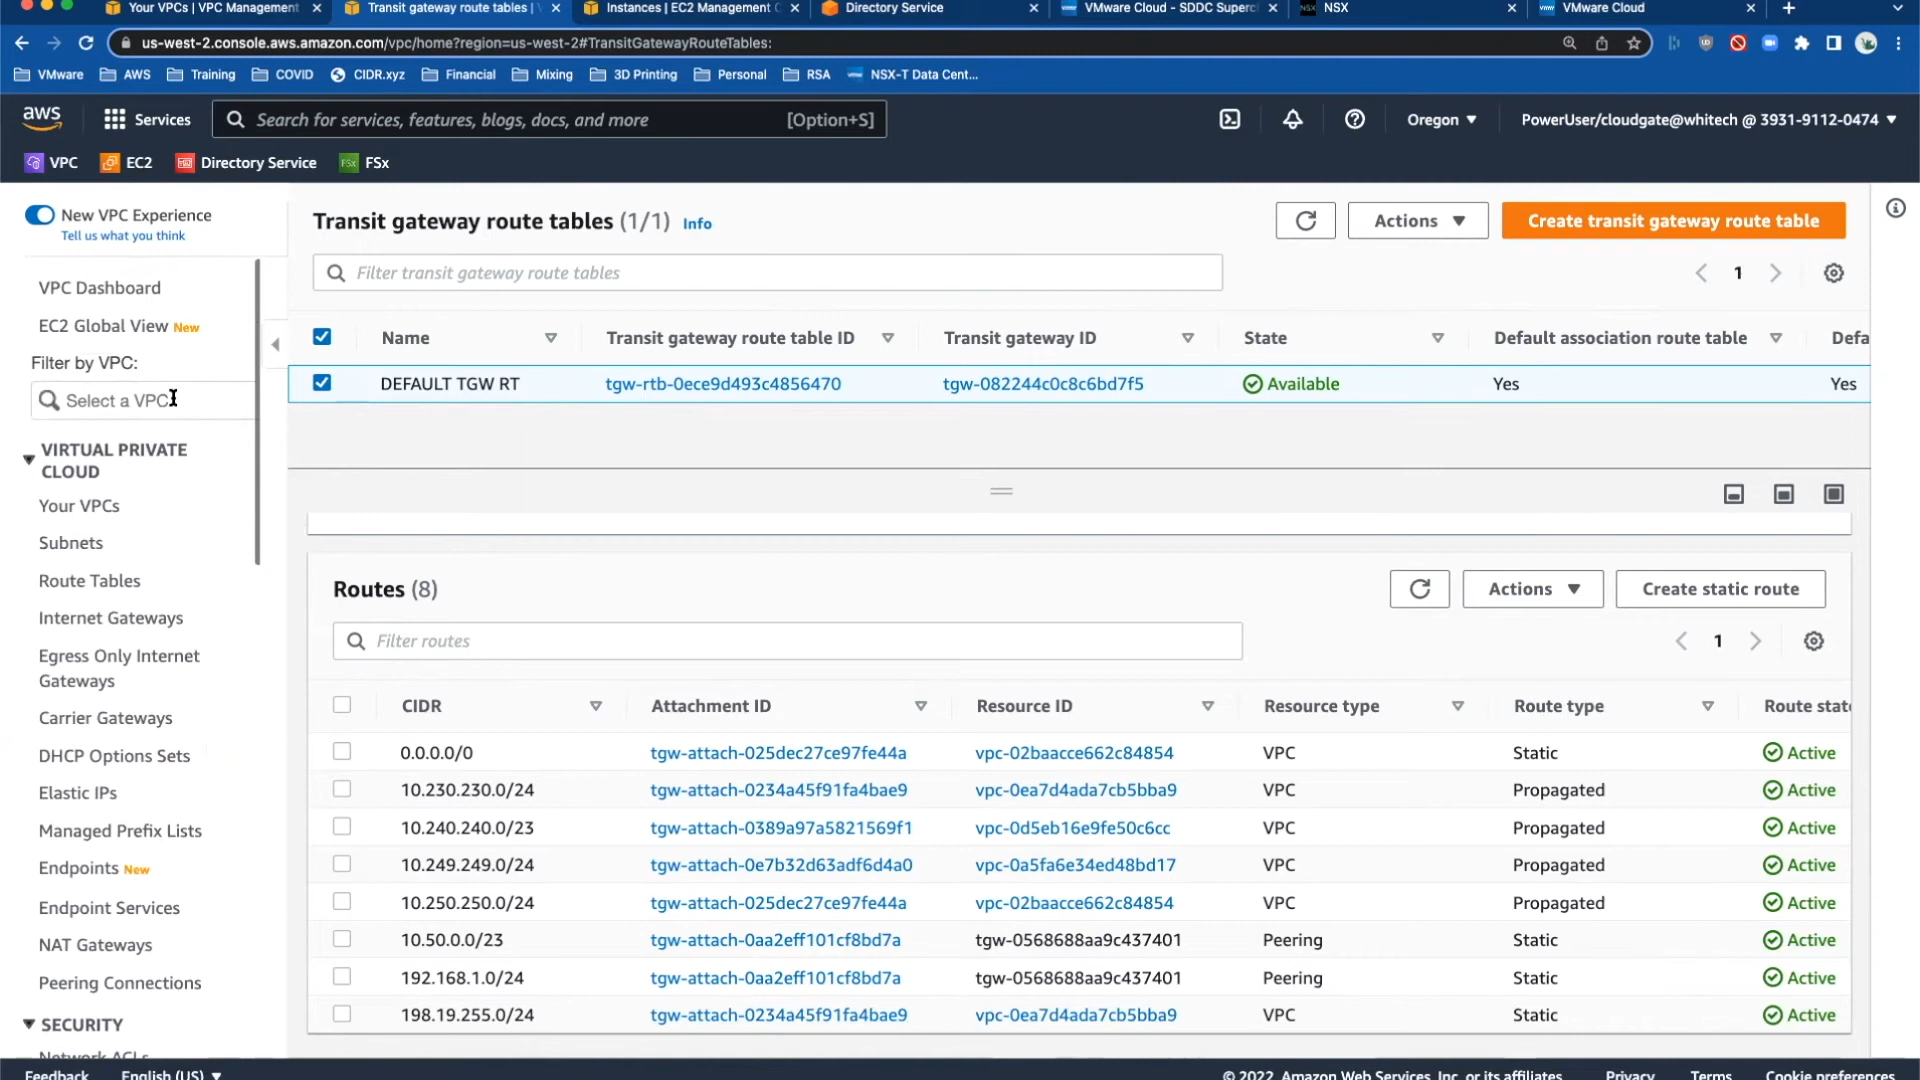 Your VPCs | VPC Management
Transit gateway route tables |
Instances | EC2 Management
Directory Service
VMware Cloud - SDDC Superc
NSX
VMware Cloud
us-west-2.console.aws.amazon.com/vpc/home?region=us-west-2#TransitGatewayRouteTables:
VMware AWS Training COVID CIDR.xyz Financial Mixing 3D Printing Personal RSA NSX-T Data Cent...
aws Services Search for services, features, blogs, docs, and more [Option+S] Oregon PowerUser/cloudgate@whitech @ 3931-9112-0474
VPC EC2 Directory Service FSx FSx
New VPC Experience
Tell us what you think
VPC Dashboard
EC2 Global View New
Filter by VPC:
Select a VPC
VIRTUAL PRIVATE
CLOUD
Your VPCs
Subnets
Route Tables
Internet Gateways
Egress Only Internet
Gateways
Carrier Gateways
DHCP Options Sets
Elastic IPs
Managed Prefix Lists
Endpoints New
Endpoint Services
NAT Gateways
Peering Connections
SECURITY
Network ACLs
Transit gateway route tables (1/1) Info
Actions
Create transit gateway route table
Filter transit gateway route tables
1
Name Transit gateway route table ID Transit gateway ID State Default association route table Defa
DEFAULT TGW RT tgw-rtb-0ece9d493c4856470 tgw-082244c0c8c6bd7f5 Available Yes Yes
Routes (8)
Actions
Create static route
Filter routes
1
CIDR Attachment ID Resource ID Resource type Route type Route state
0.0.0.0/0 tgw-attach-025dec27ce97fe44a vpc-02baacce662c84854 VPC Static Active
10.230.230.0/24 tgw-attach-0234a45f91fa4bae9 vpc-0ea7d4ada7cb5bba9 VPC Propagated Active
10.240.240.0/23 tgw-attach-0389a97a5821569f1 vpc-0d5eb16e9fe50c6cc VPC Propagated Active
10.249.249.0/24 tgw-attach-0e7b32d63adf6d4a0 vpc-0a5fa6e34ed48bd17 VPC Propagated Active
10.250.250.0/24 tgw-attach-025dec27ce97fe44a vpc-02baacce662c84854 VPC Propagated Active
10.50.0.0/23 tgw-attach-0aa2eff101cf8bd7a tgw-0568688aa9c437401 Peering Static Active
192.168.1.0/24 tgw-attach-0aa2eff101cf8bd7a tgw-0568688aa9c437401 Peering Static Active
198.19.255.0/24 tgw-attach-0234a45f91fa4bae9 vpc-0ea7d4ada7cb5bba9 VPC Static Active
Feedback English (US) © 2022, Amazon Web Services, Inc. or its affiliates. Privacy Terms Cookie preferences